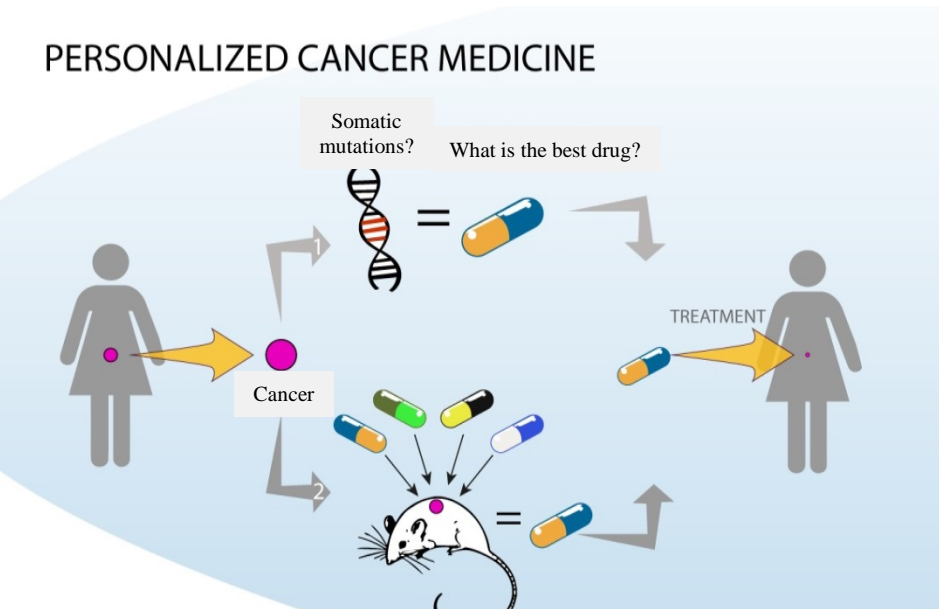 PERSONALIZED CANCER MEDICINE
Somatic
mutations?
What is the best drug?
1
=
TREATMENT
Cancer
2
=